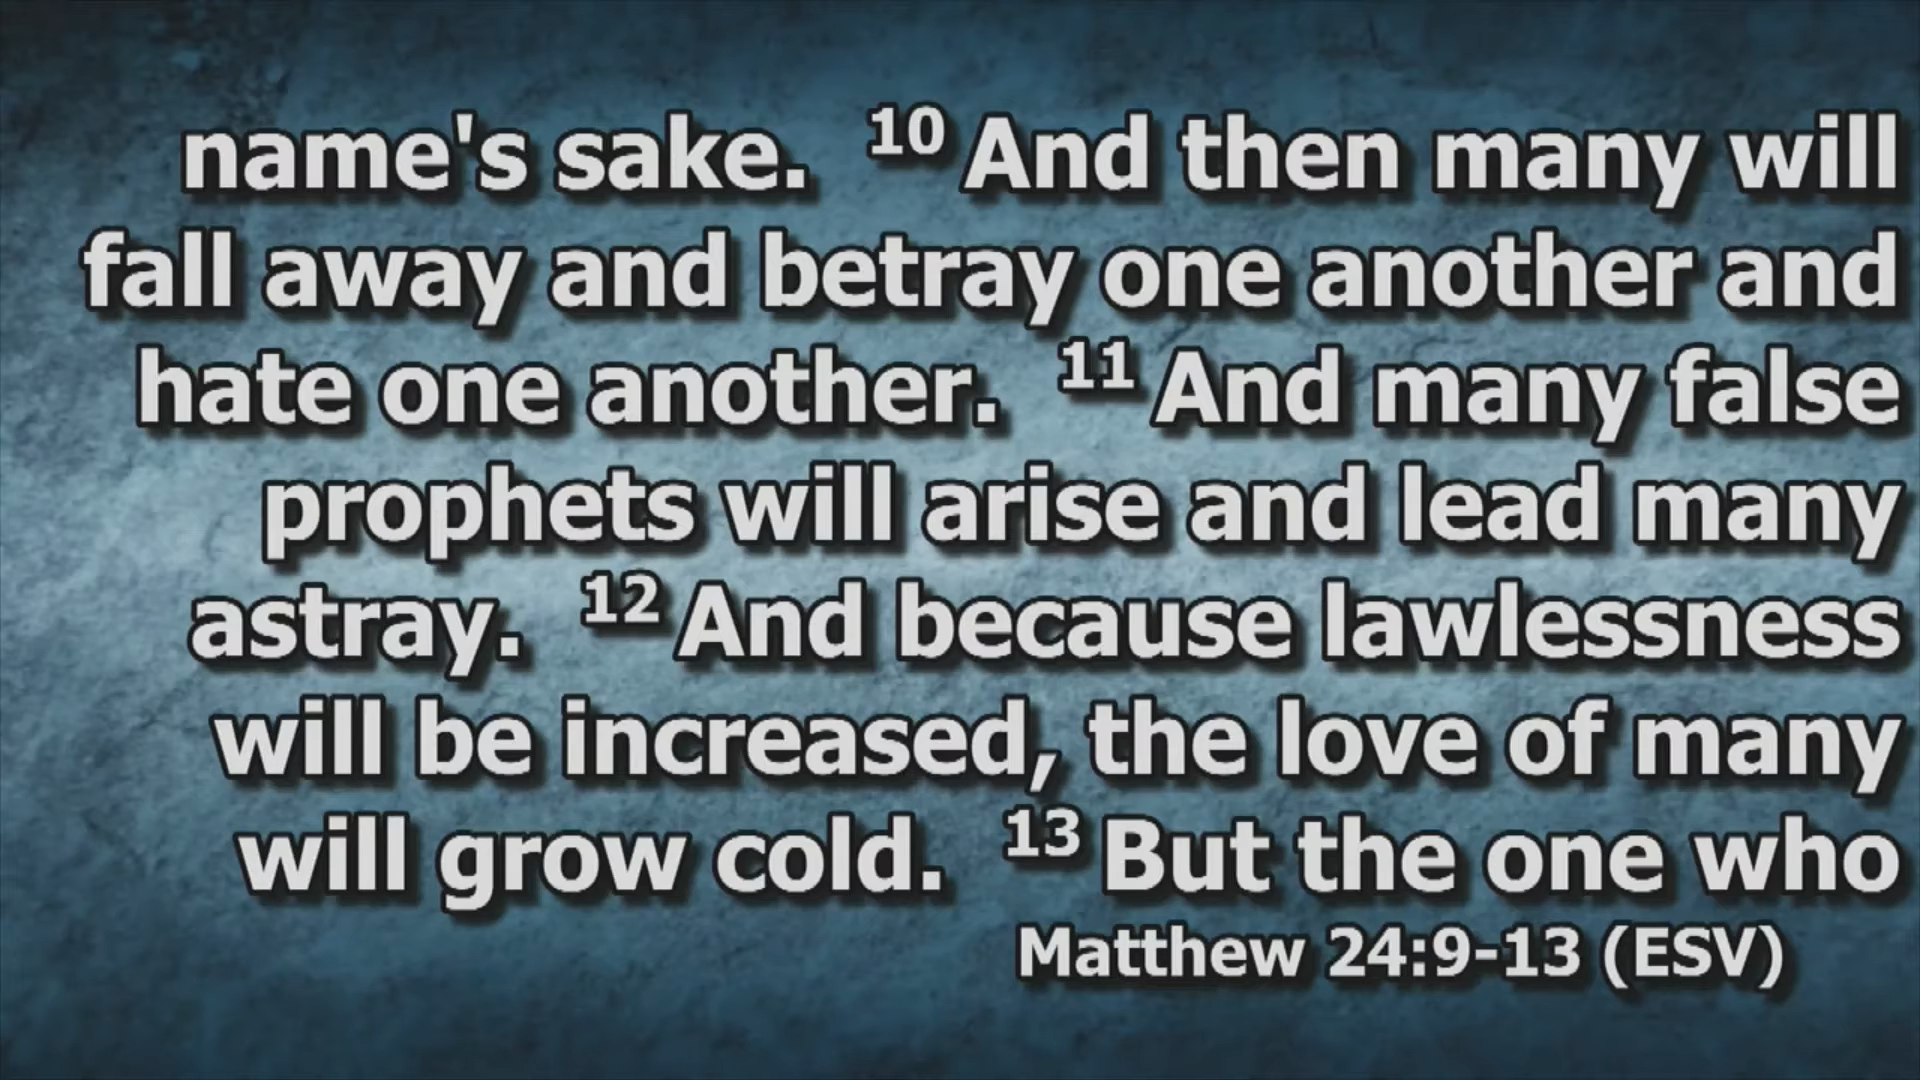 name's sake. 10 And then many will
fall away and betray one another and
hate one another. 11 And many false
prophets will arise and lead many
astray. 12 And because lawlessness
will be increased, the love of many
will grow cold. 13 But the one who
Matthew 24:9-13 (ESV)